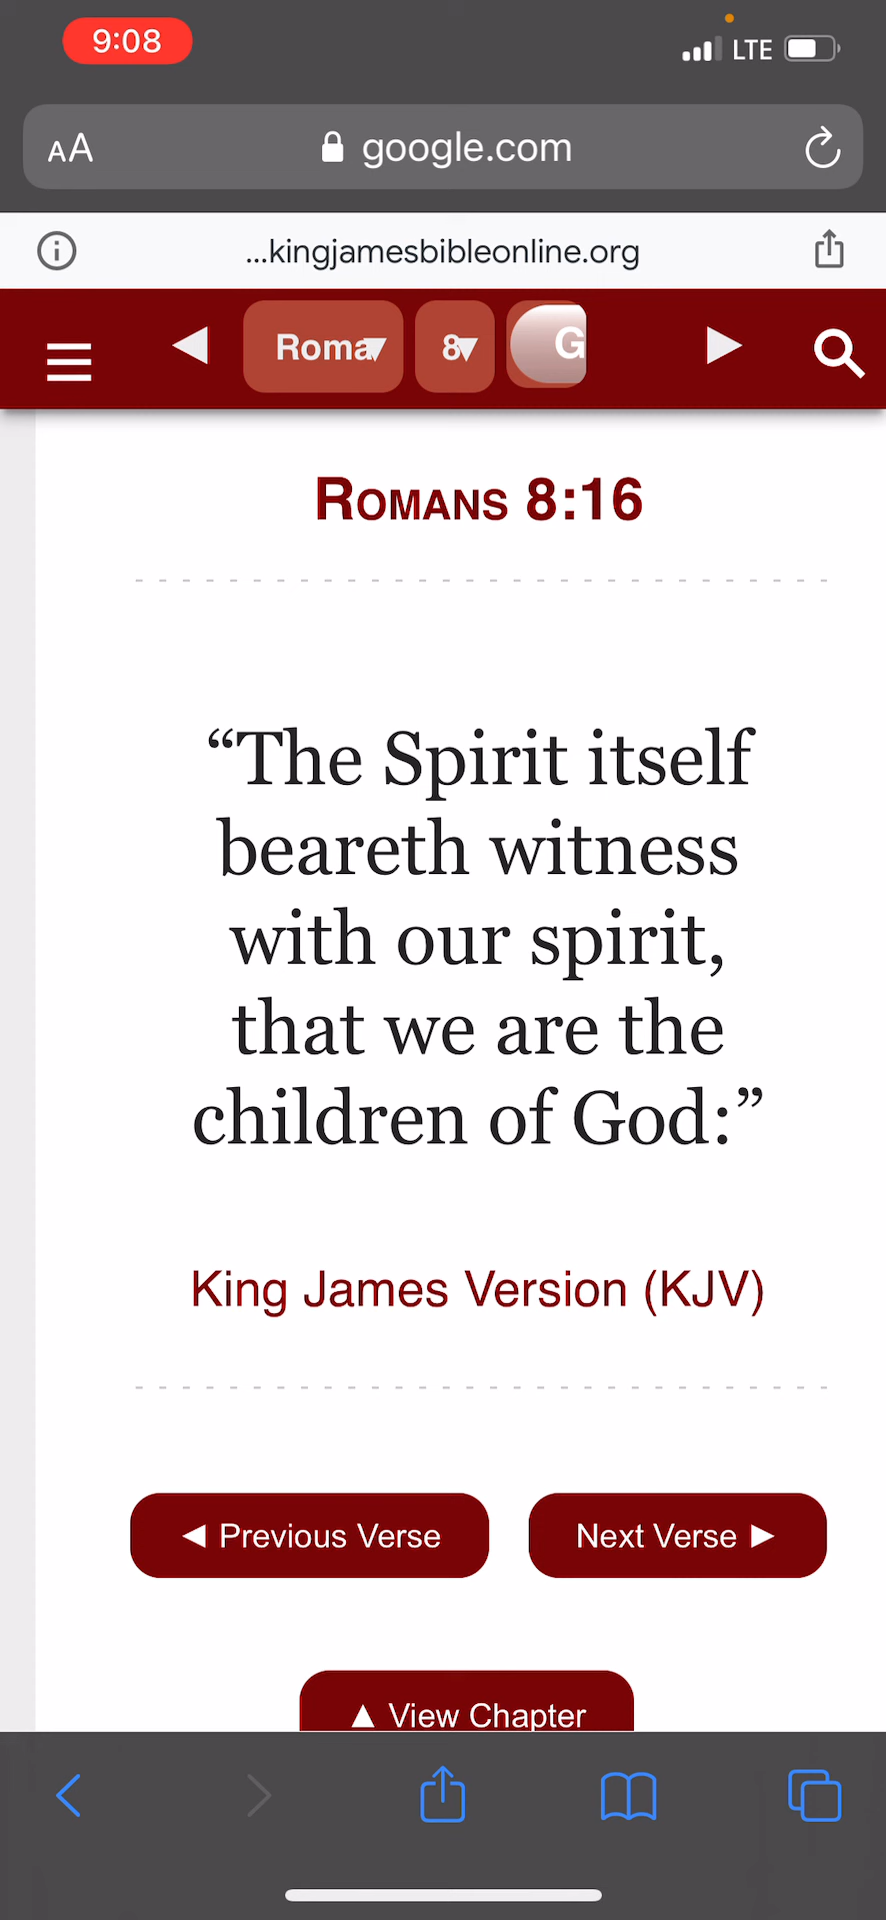 9:08
LTE
AA google.com
...kingjamesbibleonline.org
Roma 8 G
ROMANS 8:16
“The Spirit itself
beareth witness
with our spirit,
that we are the
children of God:”
King James Version (KJV)
◀ Previous Verse Next Verse ▶
▲ View Chapter